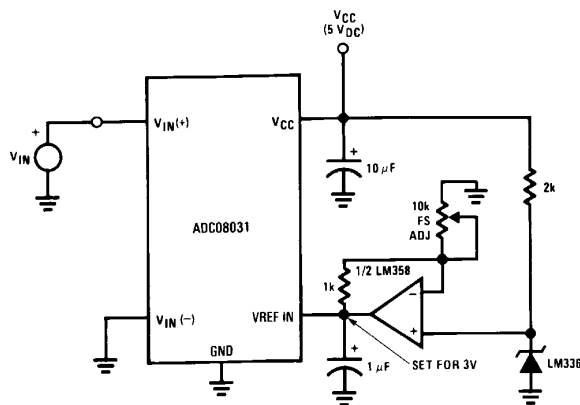 VCC
(5 VDC)
VIN(+)
VCC
+
VIN
+
10 μF
2k
ADC08031
10k
FS
ADJ
1/2 LM358
1k
−
+
VIN(−)
VREF IN
GND
+
1 μF
SET FOR 3V
LM336